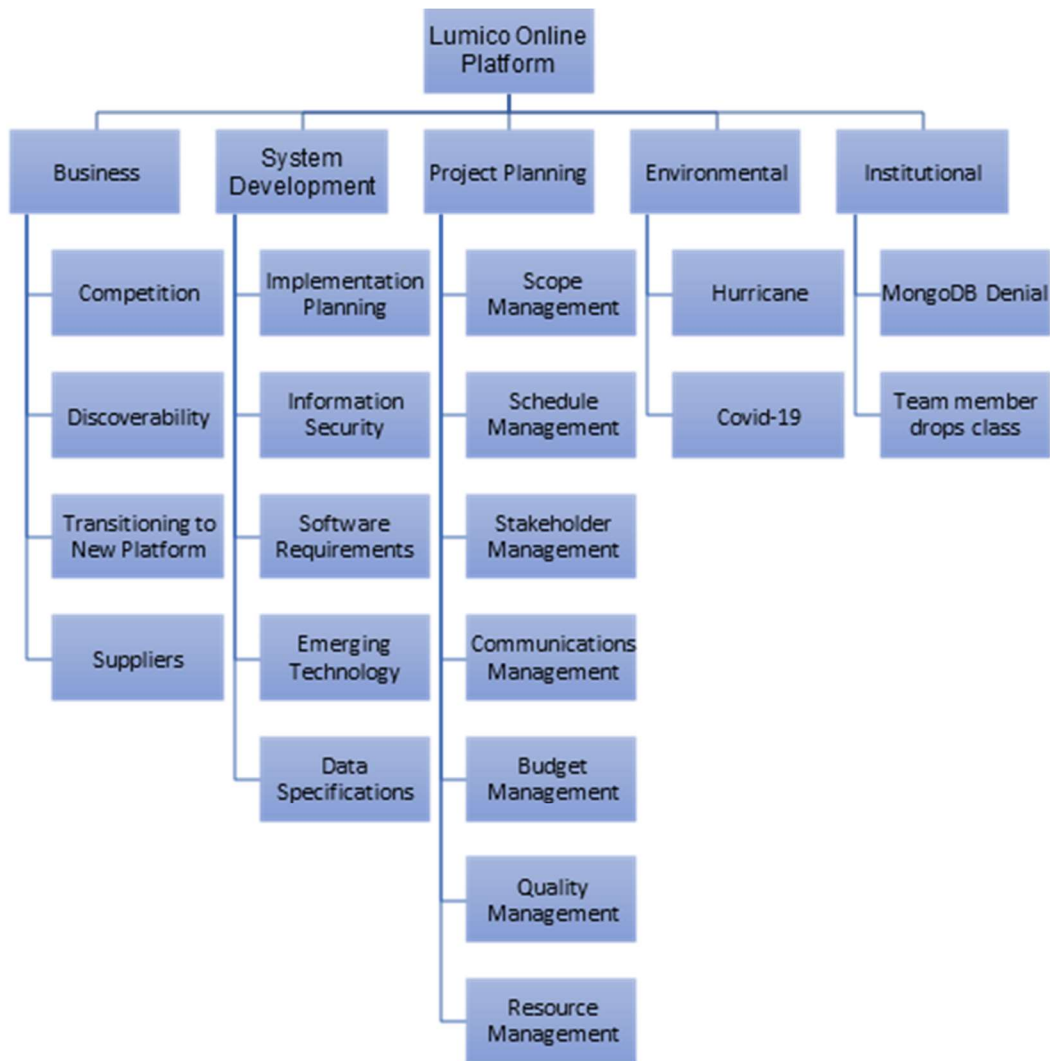 Lumico Online
Platform
Business
System
Development
Project Planning
Environmental
Institutional
Competition
Discoverability
Transitioning to
New Platform
Suppliers
Implementation
Planning
Information
Security
Software
Requirements
Emerging
Technology
Data
Specifications
Scope
Management
Schedule
Management
Stakeholder
Management
Communications
Management
Budget
Management
Quality
Management
Resource
Management
Hurricane
Covid-19
MongoDB Denial
Team member
drops class